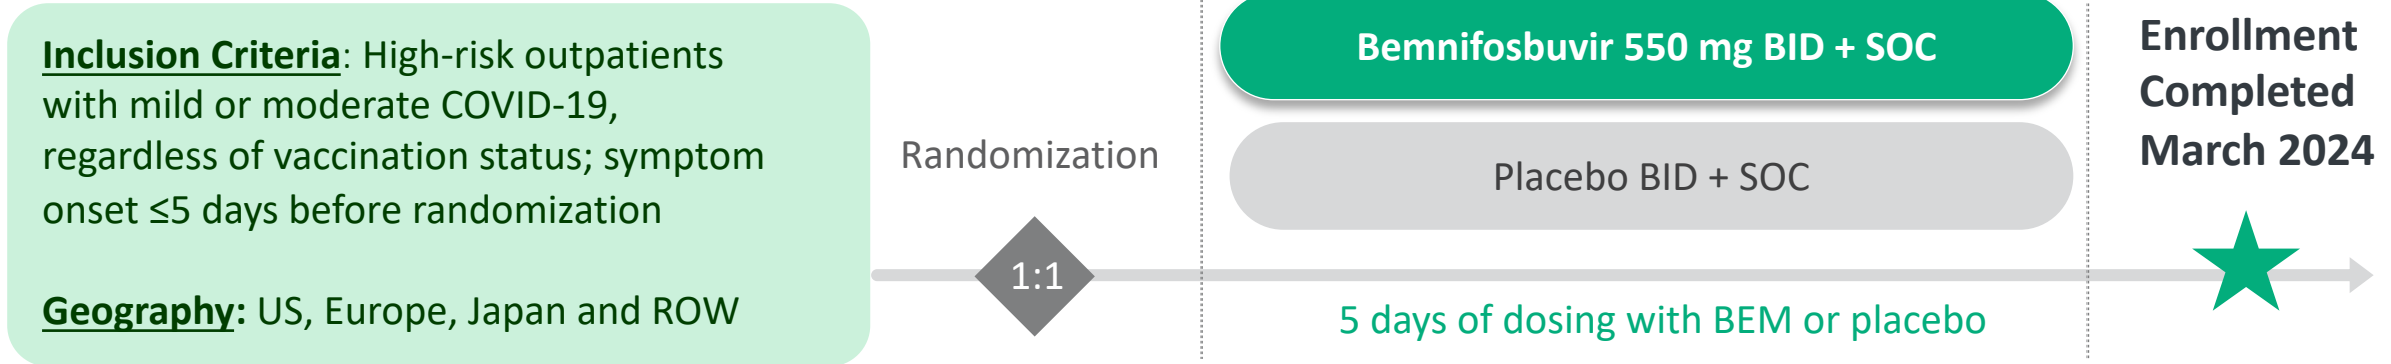 Inclusion Criteria: High-risk outpatients
with mild or moderate COVID-19,
regardless of vaccination status; symptom
onset ≤5 days before randomization
Geography: US, Europe, Japan and ROW
Randomization
1:1
Bemnifosbuvir 550 mg BID + SOC
Placebo BID + SOC
5 days of dosing with BEM or placebo
Enrollment
Completed
March 2024